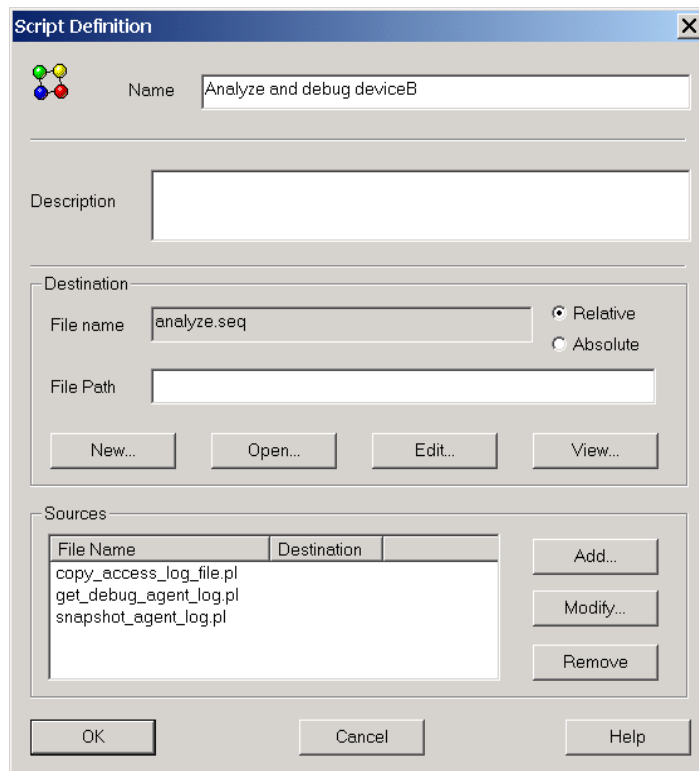 Script Definition
Name
Analyze and debug deviceB
Description
Destination
File name
analyze.seq
Relative
Absolute
File Path
New...
Open...
Edit...
View...
Sources
File Name
Destination
copy_access_log_file.pl
get_debug_agent_log.pl
snapshot_agent_log.pl
Add...
Modify...
Remove
OK
Cancel
Help